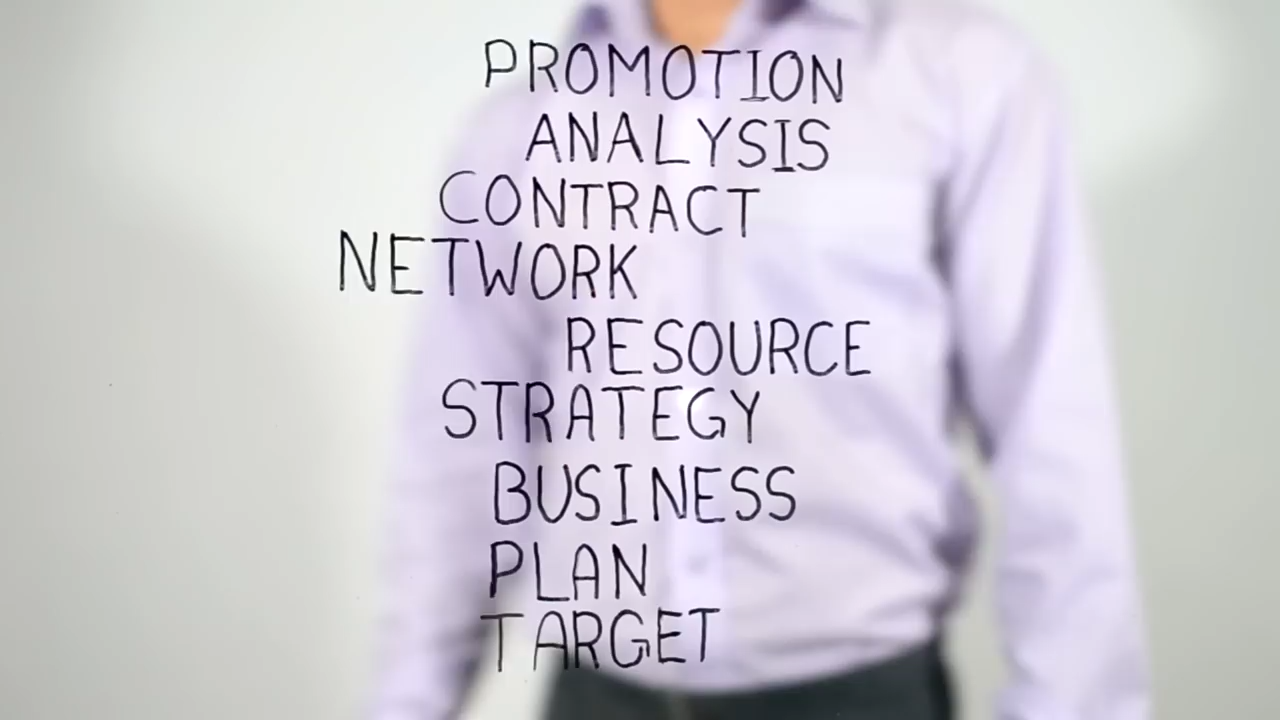 PROMOTION
ANALYSIS
CONTRACT
NETWORK
RESOURCE
STRATEGY
BUSINESS
PLAN
TARGET